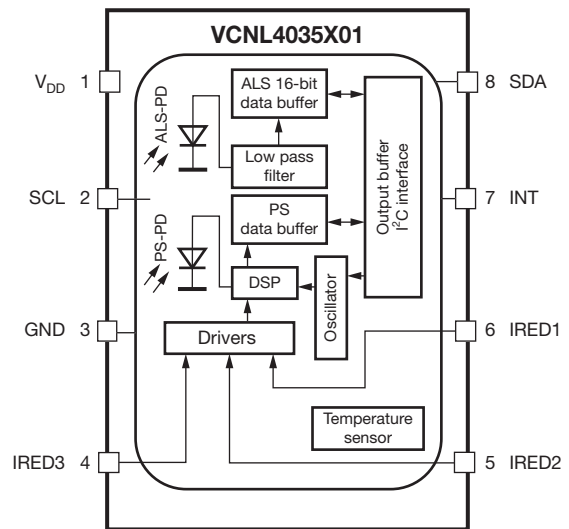 VCNL4035X01
V_DD 1
8 SDA
ALS-PD
ALS 16-bit
data buffer
Low pass
filter
Output buffer
I²C interface
SCL 2
7 INT
PS-PD
PS
data buffer
DSP
Oscillator
GND 3
6 IRED1
Drivers
Temperature
sensor
IRED3 4
5 IRED2